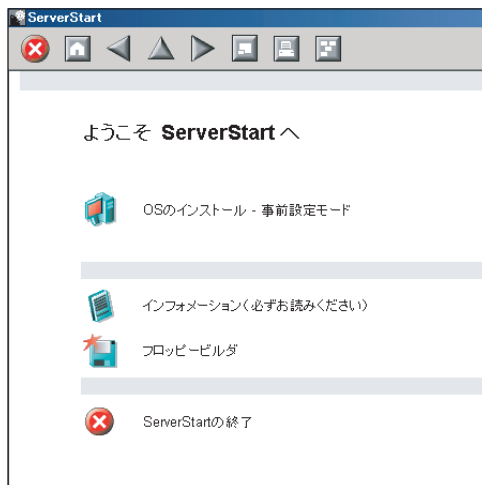 ServerStart
ようこそ ServerStart へ
OSのインストール - 事前設定モード
インフォメーション(必ずお読みください)
フロッピービルダ
ServerStartの終了